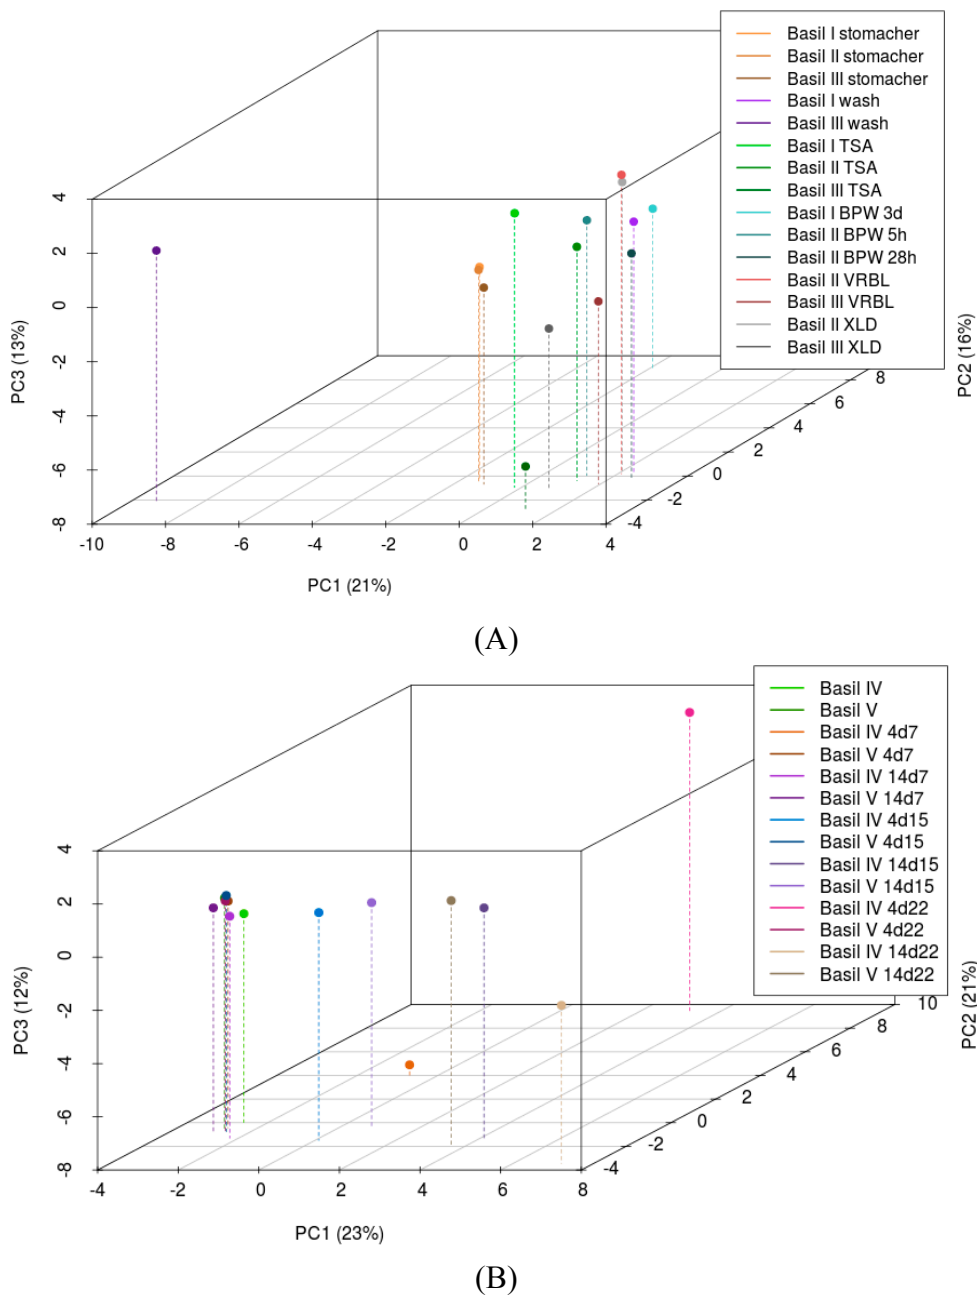 Basil I stomacher
Basil II stomacher
Basil III stomacher
Basil I wash
Basil III wash
Basil I TSA
Basil II TSA
Basil III TSA
Basil I BPW 3d
Basil II BPW 5h
Basil II BPW 28h
Basil II VRBL
Basil III VRBL
Basil II XLD
Basil III XLD
4
2
0
-2
-4
-6
-8
PC3 (13%)
-10
-8
-6
-4
-2
0
2
4
PC1 (21%)
-4
-2
0
2
4
6
8
PC2 (16%)
(A)
Basil IV
Basil V
Basil IV 4d7
Basil V 4d7
Basil IV 14d7
Basil V 14d7
Basil IV 4d15
Basil V 4d15
Basil IV 14d15
Basil V 14d15
Basil IV 4d22
Basil V 4d22
Basil IV 14d22
Basil V 14d22
4
2
0
-2
-4
-6
-8
PC3 (12%)
-4
-2
0
2
4
6
8
PC1 (23%)
-4
-2
0
2
4
6
8
10
PC2 (21%)
(B)